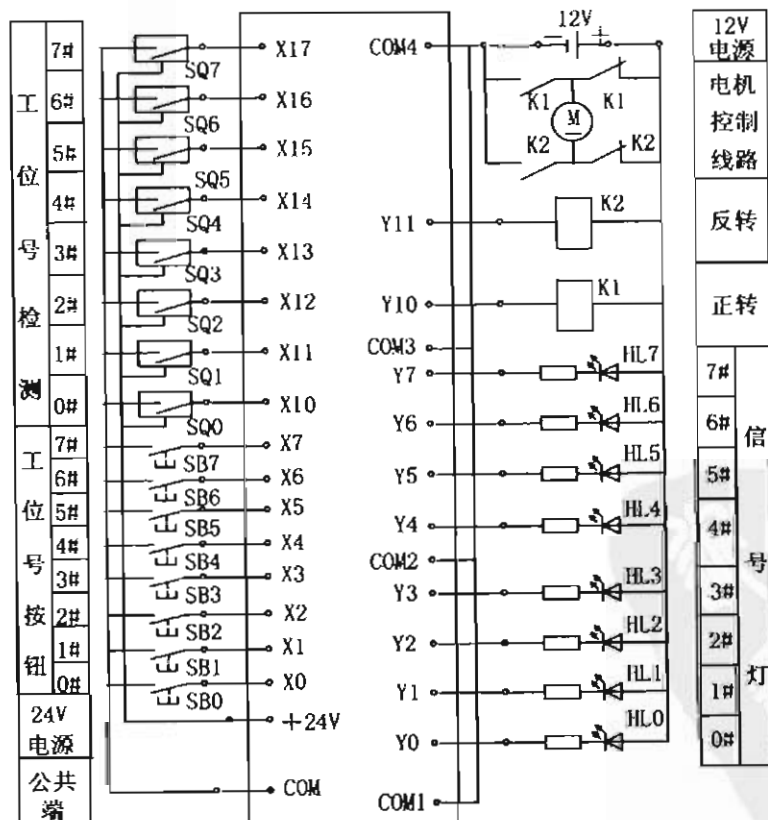 工位号检测
7#
6#
5#
4#
3#
2#
1#
0#
工位号按钮
7#
6#
5#
4#
3#
2#
1#
0#
24V
电源
公共
端
SQ7
SQ6
SQ5
SQ4
SQ3
SQ2
SQ1
SQ0
SB7
SB6
SB5
SB4
SB3
SB2
SB1
SB0
X17
X16
X15
X14
X13
X12
X11
X10
X7
X6
X5
X4
X3
X2
X1
X0
+24V
COM
COM4
Y11
Y10
COM3
Y7
Y6
Y5
Y4
COM2
Y3
Y2
Y1
Y0
COM1
12V
K1
K1
M
K2
K2
K2
K1
HL7
HL6
HL5
HL4
HL3
HL2
HL1
HL0
12V
电源
电机
控制
线路
反转
正转
7#
6#
5#
4#
3#
2#
1#
0#
信号灯